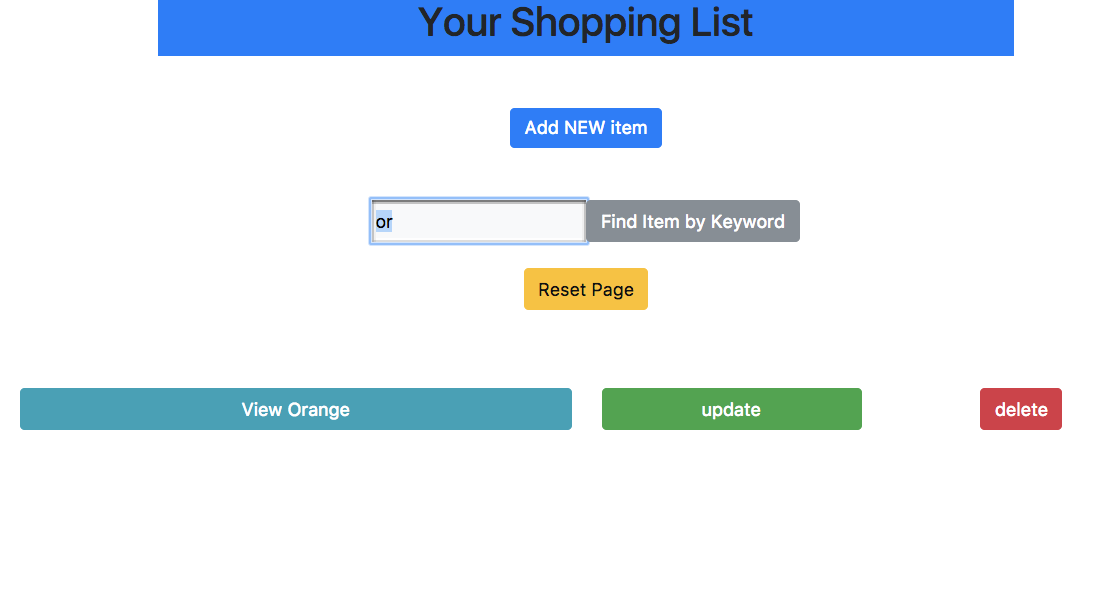 Your Shopping List
Add NEW item
or
Find Item by Keyword
Reset Page
View Orange
update
delete